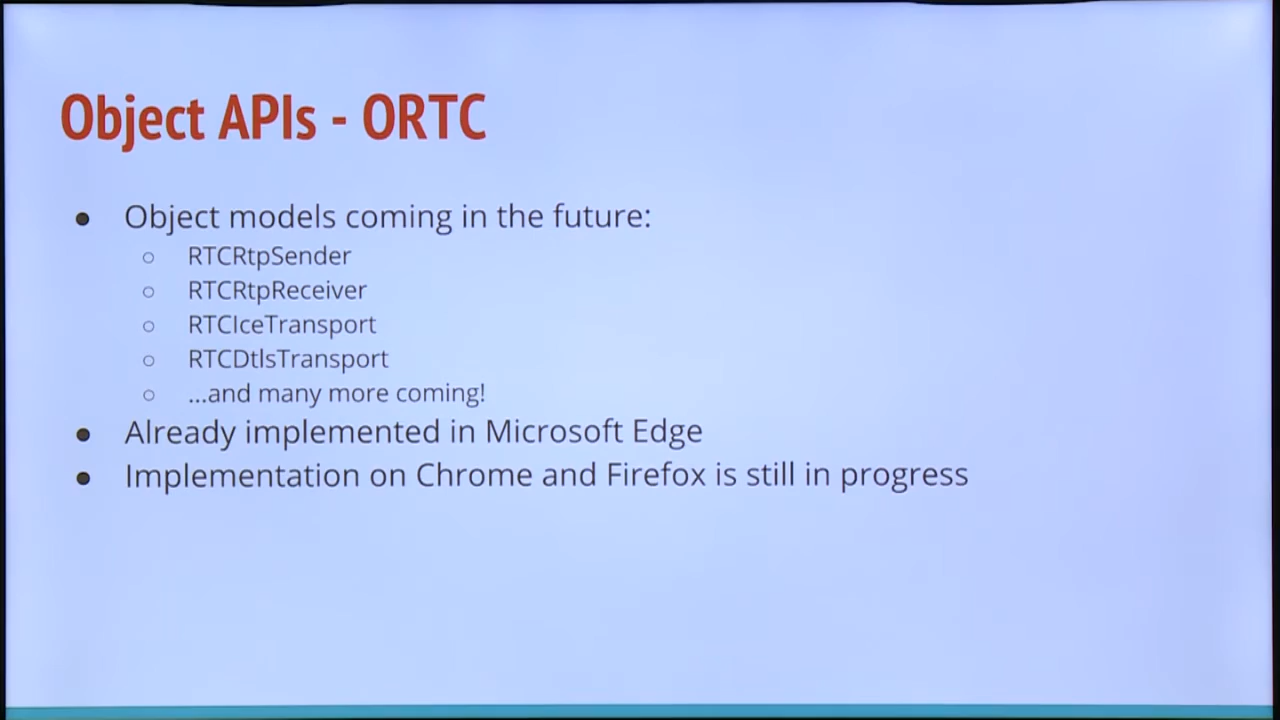 Object APIs - ORTC
● Object models coming in the future:
○ RTCRtpSender
○ RTCRtpReceiver
○ RTCIceTransport
○ RTCDtlsTransport
○ ...and many more coming!
● Already implemented in Microsoft Edge
● Implementation on Chrome and Firefox is still in progress